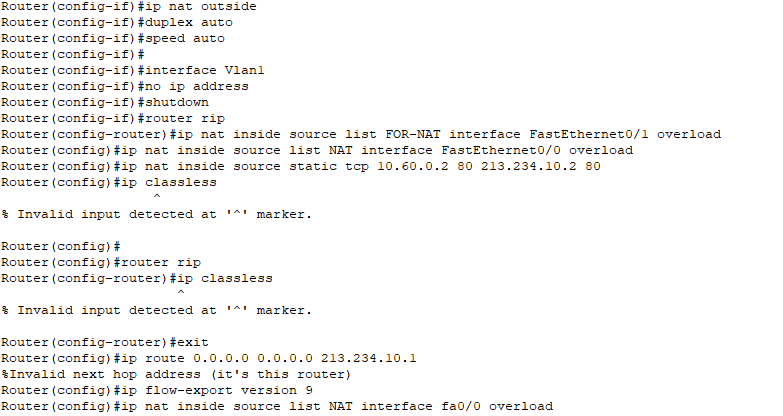 Router(config-if)#ip nat outside
Router(config-if)#duplex auto
Router(config-if)#speed auto
Router(config-if)#
Router(config-if)#interface Vlan1
Router(config-if)#no ip address
Router(config-if)#shutdown
Router(config-if)#router rip
Router(config-router)#ip nat inside source list FOR-NAT interface FastEthernet0/1 overload
Router(config)#ip nat inside source list NAT interface FastEthernet0/0 overload
Router(config)#ip nat inside source static tcp 10.60.0.2 80 213.234.10.2 80
Router(config)#ip classless
^
% Invalid input detected at '^' marker.
Router(config)#
Router(config)#router rip
Router(config-router)#ip classless
^
% Invalid input detected at '^' marker.
Router(config-router)#exit
Router(config)#ip route 0.0.0.0 0.0.0.0 213.234.10.1
%Invalid next hop address (it's this router)
Router(config)#ip flow-export version 9
Router(config)#ip nat inside source list NAT interface fa0/0 overload